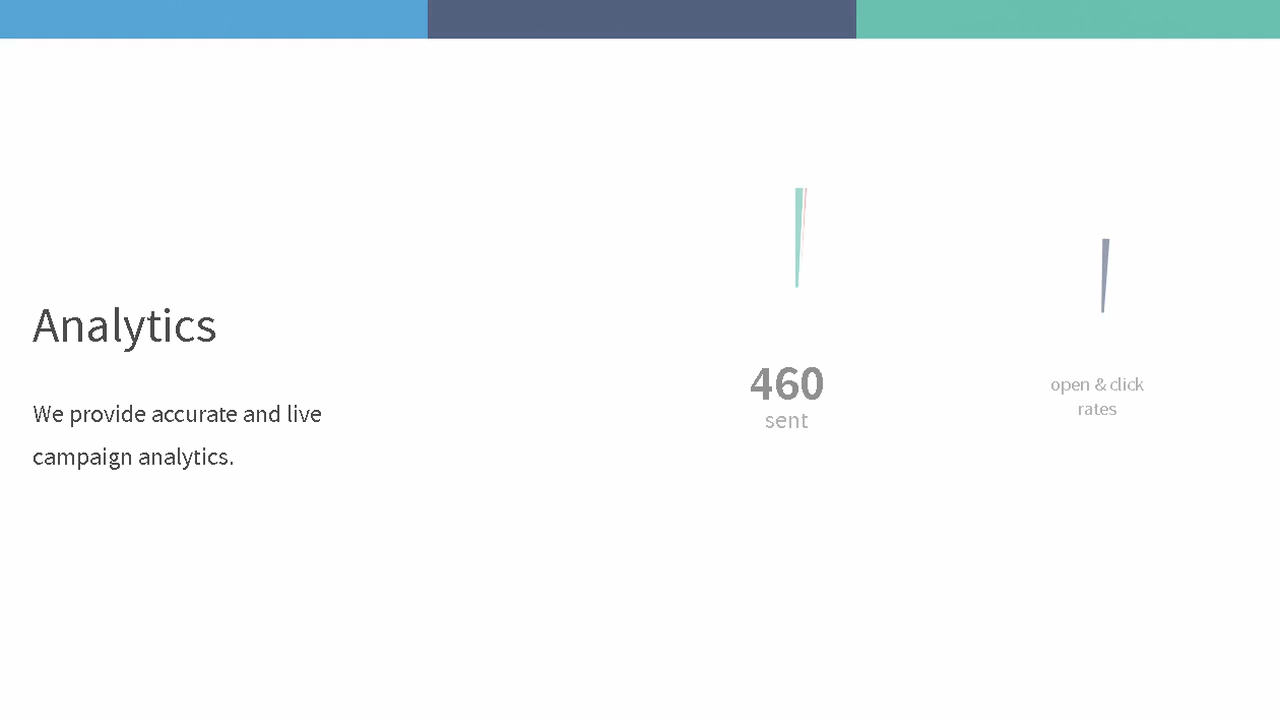 Analytics
We provide accurate and live
campaign analytics.
460
sent
open & click
rates